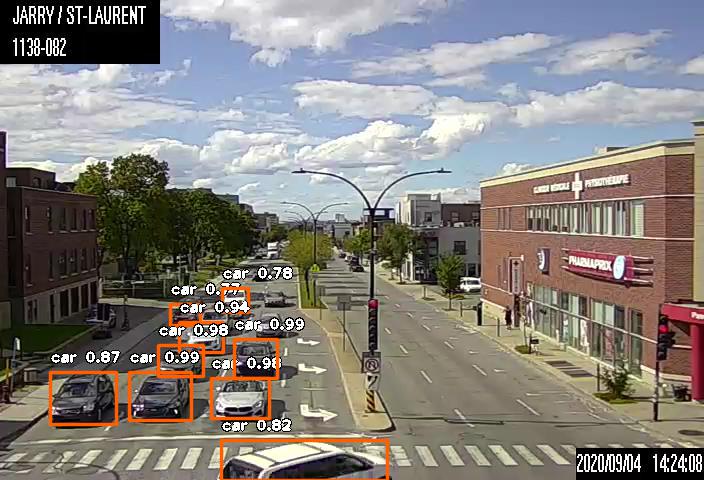 JARRY / ST-LAURENT
1138-082
CLINIQUE MÉDICALE PHYSIOTHÉRAPIE
PHARMAPRIX
car 0.78
car 0.77
car 0.94
car 0.98
car 0.99
car 0.87
car 0.99
car 0.98
car 0.82
2020/09/04 14:24:08